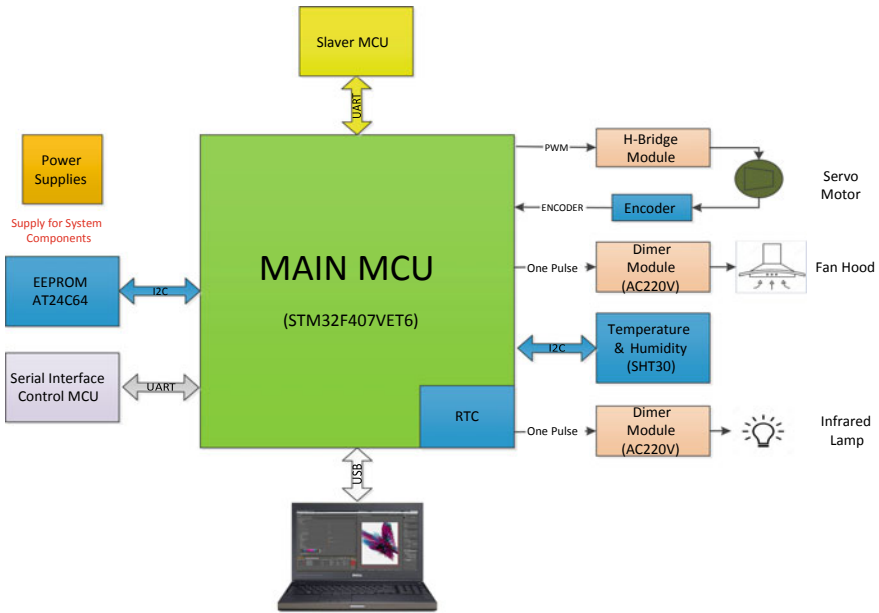 Slaver MCU
UART
Power
Supplies
Supply for System
Components
EEPROM
AT24C64
I2C
Serial Interface
Control MCU
UART
MAIN MCU
(STM32F407VET6)
RTC
USB
PWM
H-Bridge
Module
Servo
Motor
ENCODER
Encoder
One Pulse
Dimer
Module
(AC220V)
Fan Hood
I2C
Temperature
& Humidity
(SHT30)
One Pulse
Dimer
Module
(AC220V)
Infrared
Lamp